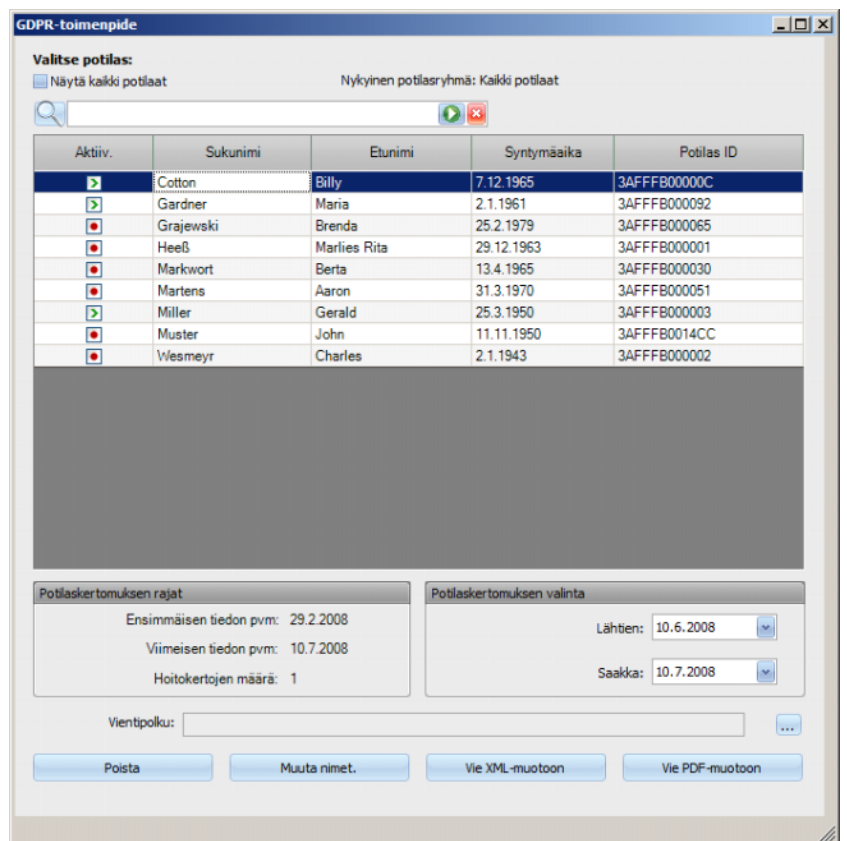 GDPR-toimenpide
Valitse potilas:
Näytä kaikki potilaat Nykyinen potilasryhmä: Kaikki potilaat
Aktiiv. Sukunimi Etunimi Syntymäaika Potilas ID
Cotton Billy 7.12.1965 3AFFFB00000C
Gardner Maria 2.1.1961 3AFFFB000092
Grajewski Brenda 25.2.1979 3AFFFB000065
Heeß Marlies Rita 29.12.1963 3AFFFB000001
Markwort Berta 13.4.1965 3AFFFB000030
Martens Aaron 31.3.1970 3AFFFB000051
Miller Gerald 25.3.1950 3AFFFB000003
Muster John 11.11.1950 3AFFFB0014CC
Wesmeyr Charles 2.1.1943 3AFFFB000002
Potilaskertomuksen rajat Potilaskertomuksen valinta
Ensimmäisen tiedon pvm: 29.2.2008
Lähtien: 10.6.2008
Viimeisen tiedon pvm: 10.7.2008
Saakka: 10.7.2008
Hoitokertojen määrä: 1
Vientipolku: ...
Poista Muuta nimet. Vie XML-muotoon Vie PDF-muotoon